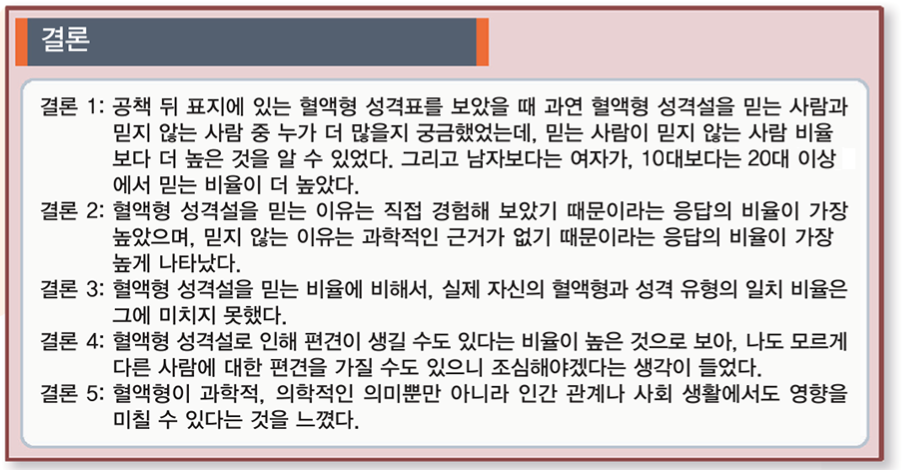 결론
결론 1: 공책 뒤 표지에 있는 혈액형 성격표를 보았을 때 과연 혈액형 성격설을 믿는 사람과
믿지 않는 사람 중 누가 더 많을지 궁금했었는데, 믿는 사람이 믿지 않는 사람 비율
보다 더 높은 것을 알 수 있었다. 그리고 남자보다는 여자가, 10대보다는 20대 이상
에서 믿는 비율이 더 높았다.
결론 2: 혈액형 성격설을 믿는 이유는 직접 경험해 보았기 때문이라는 응답의 비율이 가장
높았으며, 믿지 않는 이유는 과학적인 근거가 없기 때문이라는 응답의 비율이 가장
높게 나타났다.
결론 3: 혈액형 성격설을 믿는 비율에 비해서, 실제 자신의 혈액형과 성격 유형의 일치 비율은
그에 미치지 못했다.
결론 4: 혈액형 성격설로 인해 편견이 생길 수도 있다는 비율이 높은 것으로 보아, 나도 모르게
다른 사람에 대한 편견을 가질 수도 있으니 조심해야겠다는 생각이 들었다.
결론 5: 혈액형이 과학적, 의학적인 의미뿐만 아니라 인간 관계나 사회 생활에서도 영향을
미칠 수 있다는 것을 느꼈다.